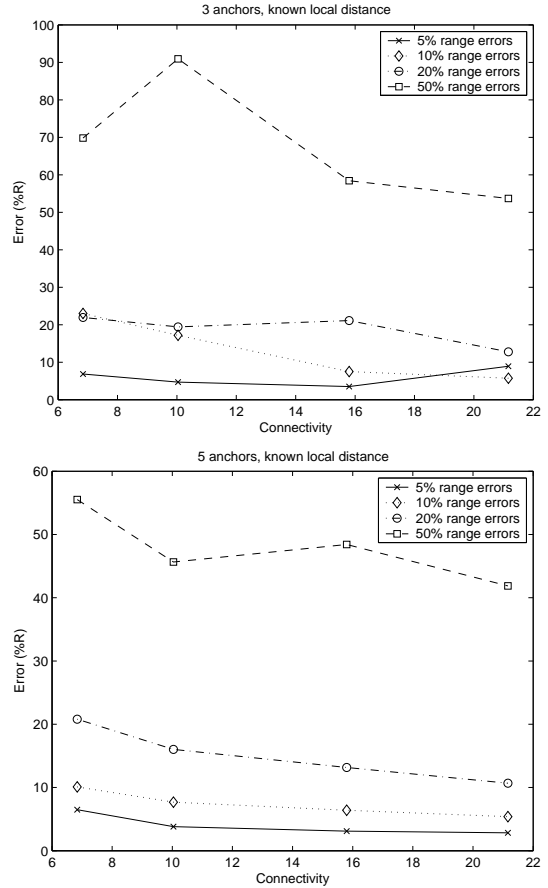 3 anchors, known local distance
100
90
80
70
60
50
40
30
20
10
0
Error (%R)
5% range errors
10% range errors
20% range errors
50% range errors
6 8 10 12 14 16 18 20 22
Connectivity
5 anchors, known local distance
60
50
40
30
20
10
0
Error (%R)
5% range errors
10% range errors
20% range errors
50% range errors
6 8 10 12 14 16 18 20 22
Connectivity